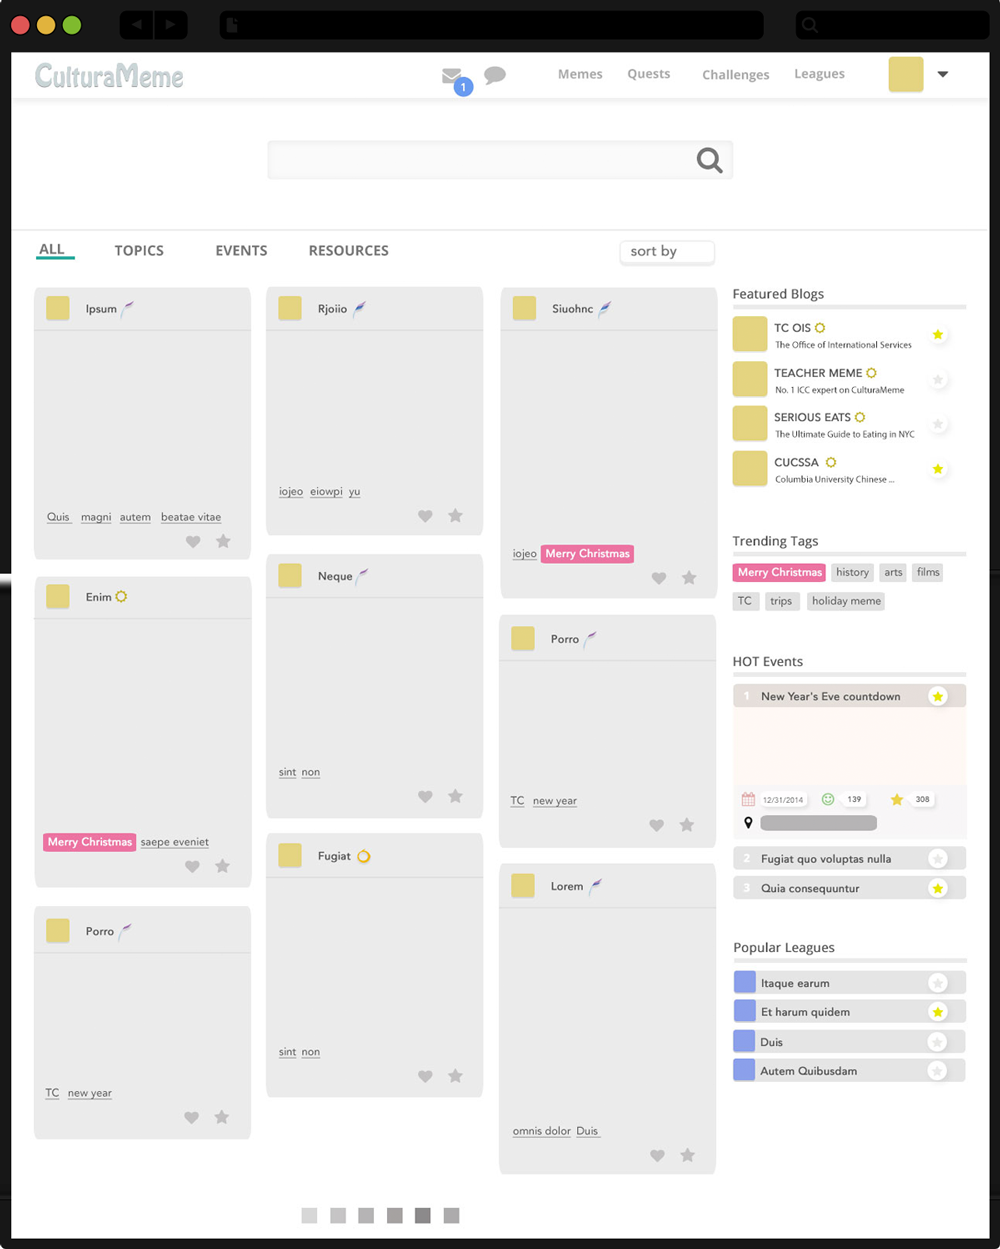 CulturaMeme
1
Memes Quests Challenges Leagues
ALL TOPICS EVENTS RESOURCES
sort by
Ipsum
Quis magni autem beatae vitae
Enim
Merry Christmas saepe eveniet
Porro
TC new year
Rjoiio
iojeo eiowpi yu
Neque
sint non
Fugiat
sint non
Siuohnc
iojeo Merry Christmas
Porro
TC new year
Lorem
omnis dolor Duis
Featured Blogs
TC OIS
The Office of International Services
TEACHER MEME
No. 1 ICC expert on CulturaMeme
SERIOUS EATS
The Ultimate Guide to Eating in NYC
CUCSSA
Columbia University Chinese ...
Trending Tags
Merry Christmas history arts films
TC trips holiday meme
HOT Events
1 New Year's Eve countdown
12/31/2014 139 308
2 Fugiat quo voluptas nulla
3 Quia consequuntur
Popular Leagues
Itaque earum
Et harum quidem
Duis
Autem Quibusdam